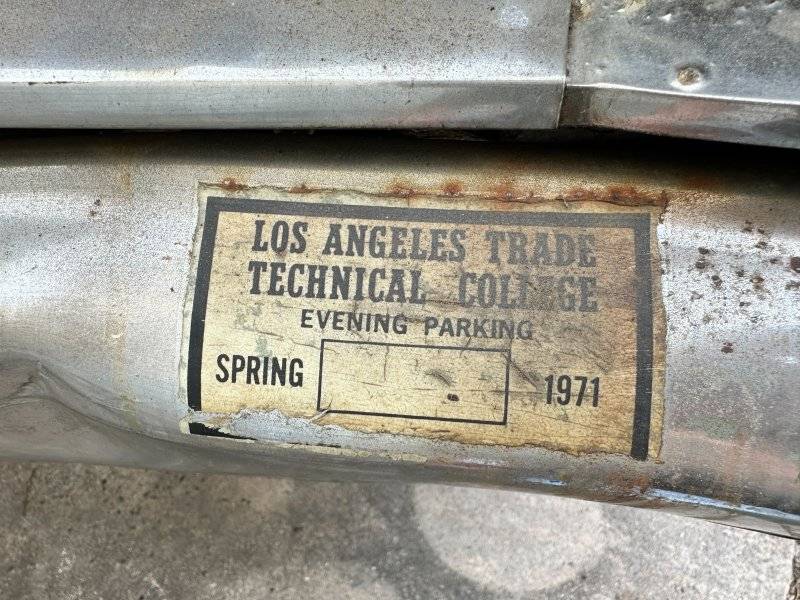 LOS ANGELES TRADE
TECHNICAL COLLEGE
EVENING PARKING
SPRING 1971